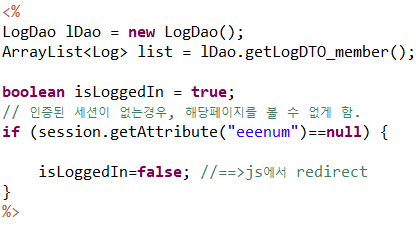 <%
LogDao lDao = new LogDao();
ArrayList<Log> list = lDao.getLogDTO_member();
boolean isLoggedIn = true;
// 인증된 세션이 없는경우, 해당페이지를 볼 수 없게 함.
if (session.getAttribute("eeenum")==null) {
isLoggedIn=false; //==>js에서 redirect
}
%>